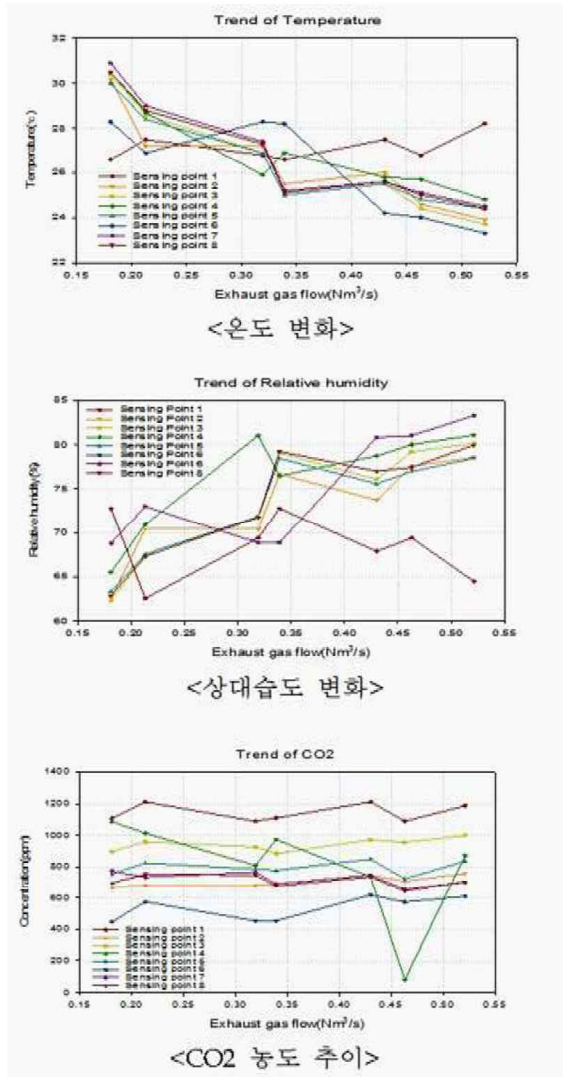 Trend of Temperature
32
30
28
26
24
22
Temperature(℃)
Sensing point 1
Sensing point 2
Sensing point 3
Sensing point 4
Sensing point 5
Sensing point 6
Sensing point 7
Sensing point 8
0.15 0.20 0.25 0.30 0.35 0.40 0.45 0.50 0.55
Exhaust gas flow(Nm³/s)
<온도 변화>
Trend of Relative humidity
85
80
75
70
65
60
Relative humidity(%)
Sensing Point 1
Sensing Point 2
Sensing Point 3
Sensing Point 4
Sensing Point 5
Sensing Point 6
Sensing Point 6
Sensing Point 8
0.15 0.20 0.25 0.30 0.35 0.40 0.45 0.50 0.55
Exhaust gas flow(Nm³/s)
<상대습도 변화>
Trend of CO2
1400
1200
1000
800
600
400
200
0
Concentration(ppm)
Sensing point 1
Sensing point 2
Sensing point 3
Sensing point 4
Sensing point 5
Sensing point 6
Sensing point 7
Sensing point 8
0.15 0.20 0.25 0.30 0.35 0.40 0.45 0.50 0.55
Exhaust gas flow(Nm³/s)
<CO2 농도 추이>